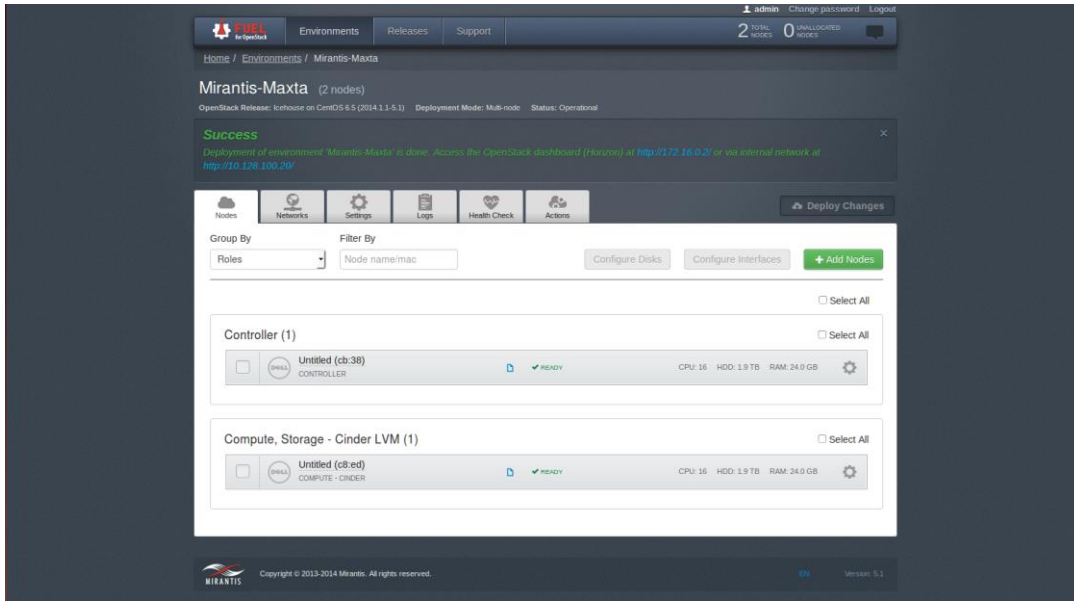 admin Change password Logout
FUEL for OpenStack Environments Releases Support 2 TOTAL NODES 0 UNALLOCATED NODES
Home / Environments / Mirantis-Maxta
Mirantis-Maxta (2 nodes)
OpenStack Release: Icehouse on CentOS 6.5 (2014.1.1-5.1) Deployment Mode: Multi-node Status: Operational
Success ×
Deployment of environment 'Mirantis-Maxta' is done. Access the OpenStack dashboard (Horizon) at http://172.16.0.2/ or via internal network at
http://10.128.100.20/
Nodes Networks Settings Logs Health Check Actions Deploy Changes
Group By Filter By
Roles Node name/mac Configure Disks Configure Interfaces + Add Nodes
Select All
Controller (1) Select All
DELL Untitled (cb:38) READY CPU: 16 HDD: 1.9 TB RAM: 24.0 GB
CONTROLLER
Compute, Storage - Cinder LVM (1) Select All
DELL Untitled (c8:ed) READY CPU: 16 HDD: 1.9 TB RAM: 24.0 GB
COMPUTE - CINDER
MIRANTIS Copyright © 2013-2014 Mirantis. All rights reserved. EN Version: 5.1